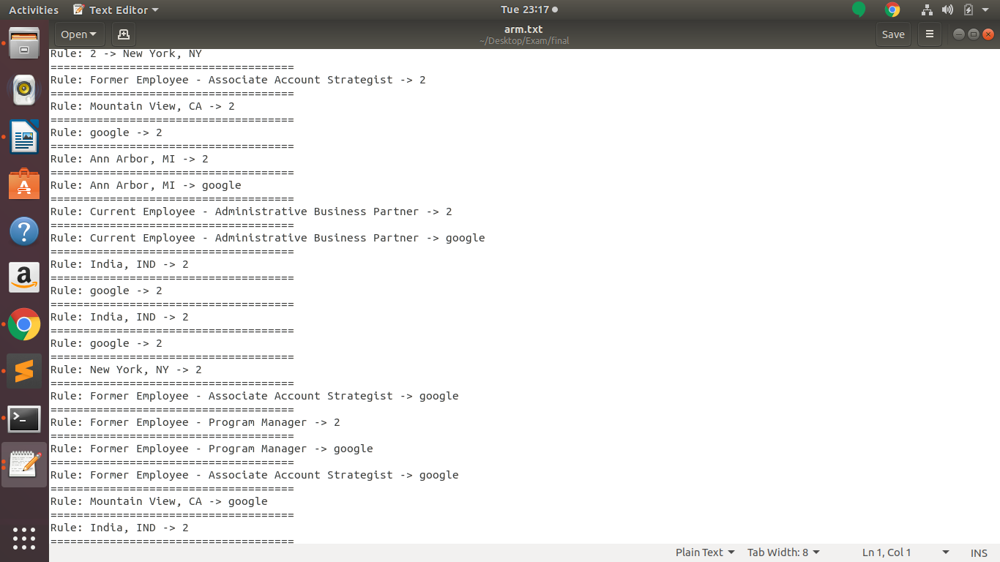 Activities Text Editor Tue 23:17
Open arm.txt Save
~/Desktop/Exam/final
Rule: 2 -> New York, NY
=====================================
Rule: Former Employee - Associate Account Strategist -> 2
=====================================
Rule: Mountain View, CA -> 2
=====================================
Rule: google -> 2
=====================================
Rule: Ann Arbor, MI -> 2
=====================================
Rule: Ann Arbor, MI -> google
=====================================
Rule: Current Employee - Administrative Business Partner -> 2
=====================================
Rule: Current Employee - Administrative Business Partner -> google
=====================================
Rule: India, IND -> 2
=====================================
Rule: google -> 2
=====================================
Rule: India, IND -> 2
=====================================
Rule: google -> 2
=====================================
Rule: New York, NY -> 2
=====================================
Rule: Former Employee - Associate Account Strategist -> google
=====================================
Rule: Former Employee - Program Manager -> 2
=====================================
Rule: Former Employee - Program Manager -> google
=====================================
Rule: Former Employee - Associate Account Strategist -> google
=====================================
Rule: Mountain View, CA -> google
=====================================
Rule: India, IND -> 2
=====================================
Plain Text Tab Width: 8 Ln 1, Col 1 INS